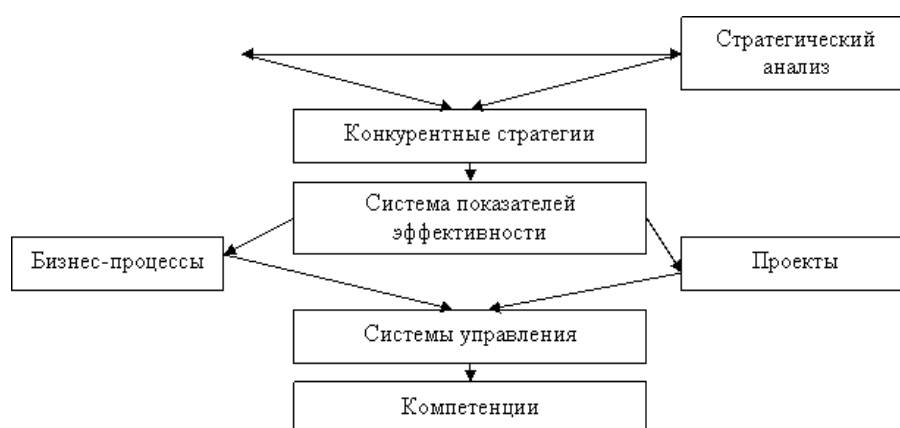 Стратегический
анализ
Конкурентные стратегии
Система показателей
эффективности
Бизнес-процессы
Проекты
Системы управления
Компетенции